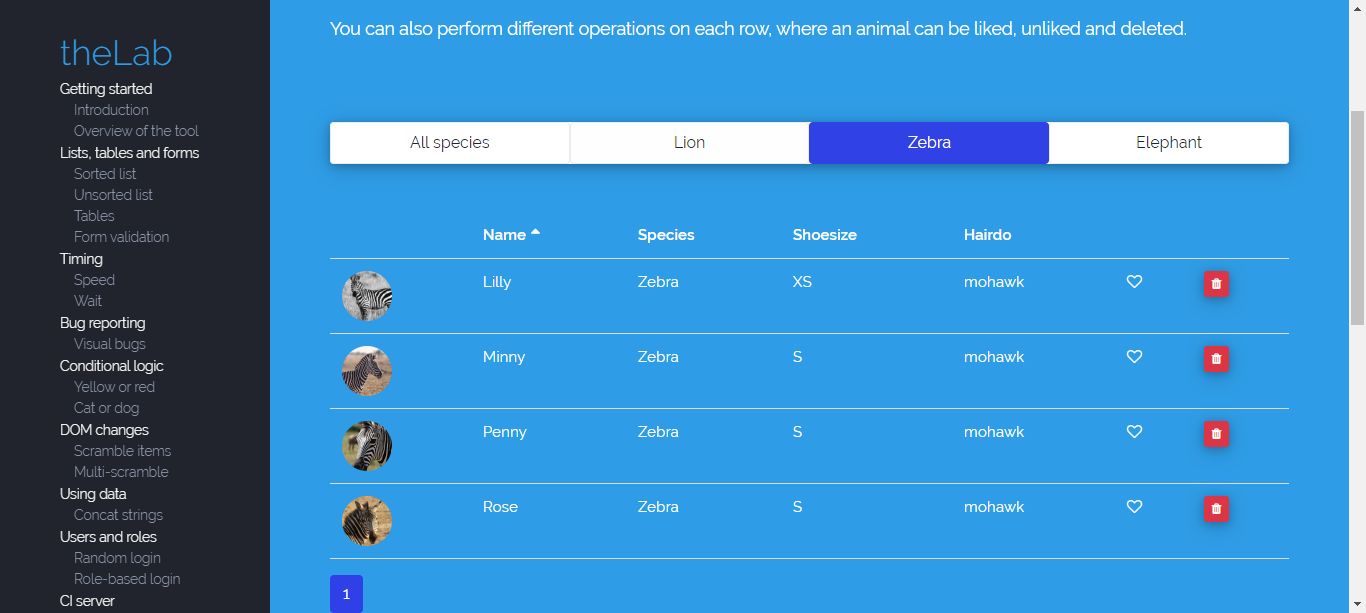 theLab
Getting started
Introduction
Overview of the tool
Lists, tables and forms
Sorted list
Unsorted list
Tables
Form validation
Timing
Speed
Wait
Bug reporting
Visual bugs
Conditional logic
Yellow or red
Cat or dog
DOM changes
Scramble items
Multi-scramble
Using data
Concat strings
Users and roles
Random login
Role-based login
CI server
You can also perform different operations on each row, where an animal can be liked, unliked and deleted.
All species Lion Zebra Elephant
Name Species Shoesize Hairdo
Lilly Zebra XS mohawk
Minny Zebra S mohawk
Penny Zebra S mohawk
Rose Zebra S mohawk
1